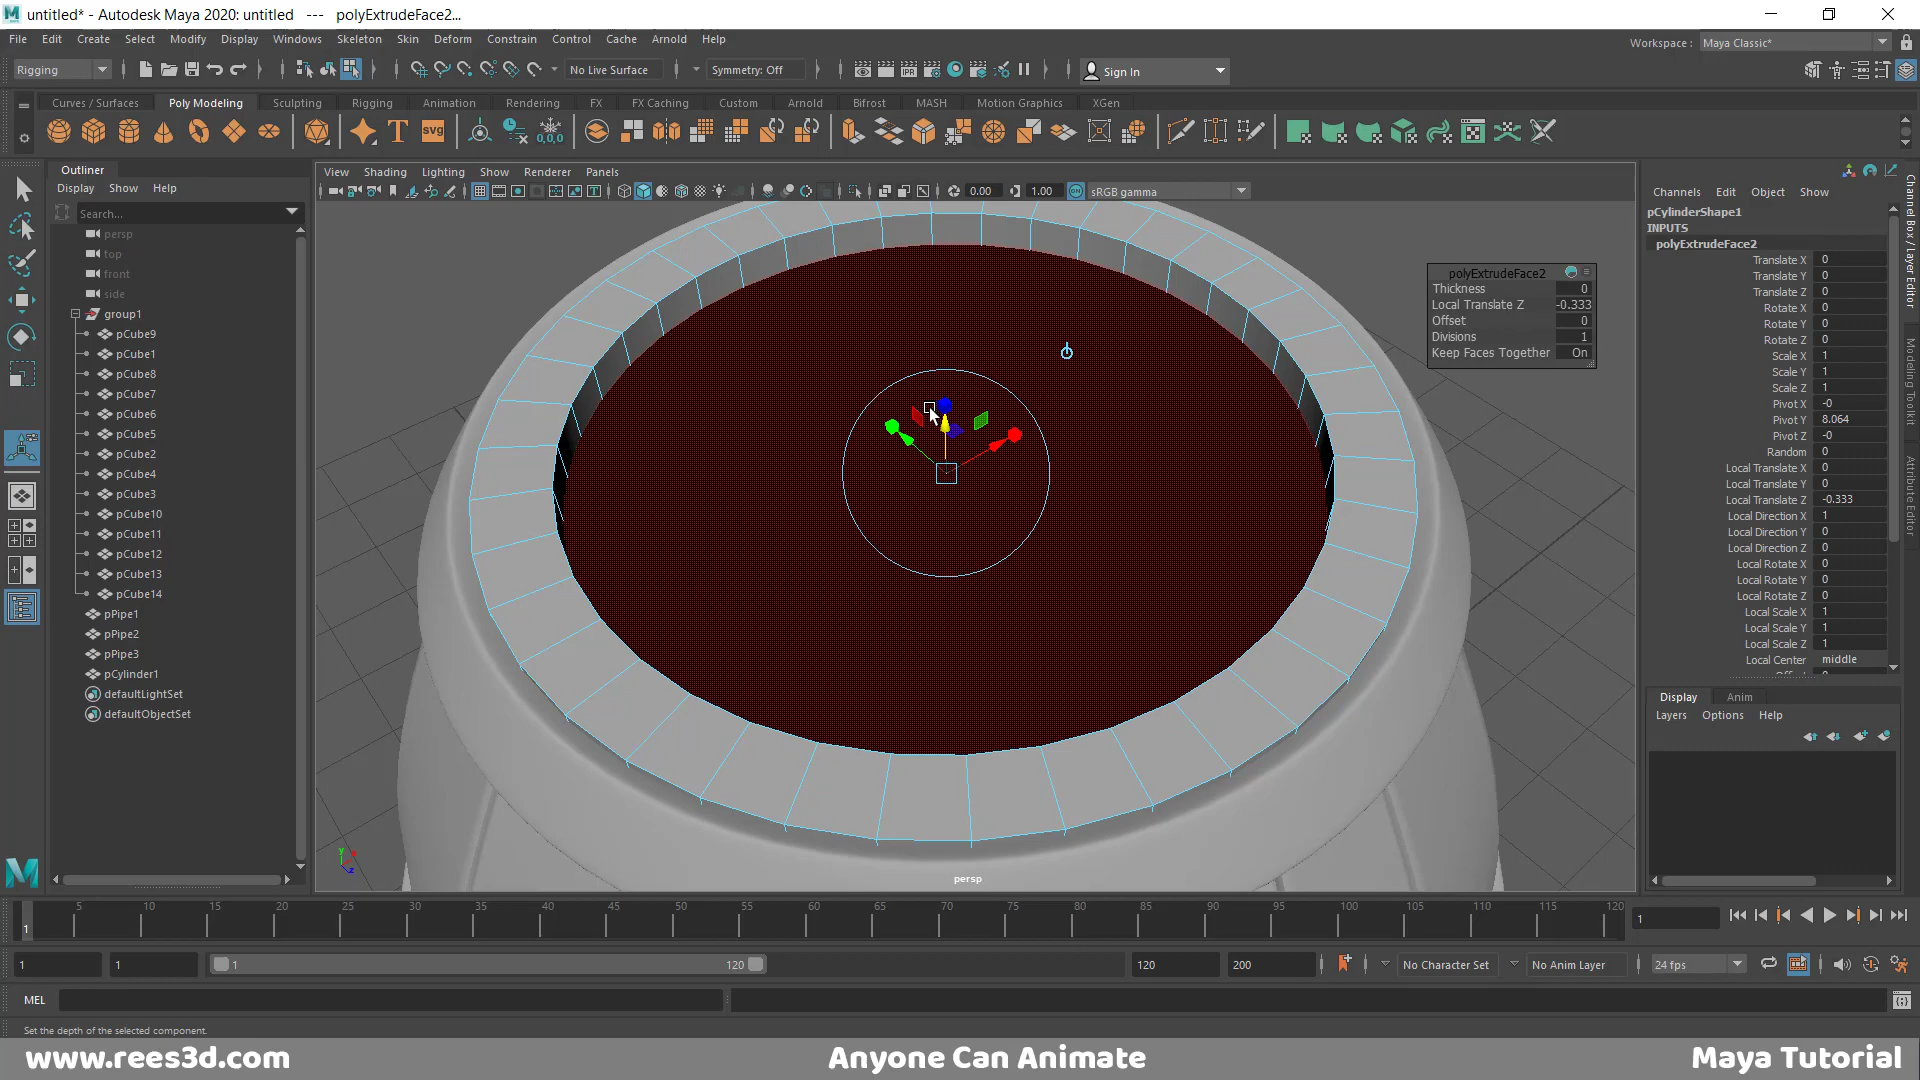 untitled* - Autodesk Maya 2020: untitled --- polyExtrudeFace2...
File Edit Create Select Modify Display Windows Skeleton Skin Deform Constrain Control Cache Arnold Help
Workspace : Maya Classic*
Rigging No Live Surface Symmetry: Off Sign In
Curves / Surfaces Poly Modeling Sculpting Rigging Animation Rendering FX FX Caching Custom Arnold Bifrost MASH Motion Graphics XGen
Outliner
Display Show Help
Search...
persp
top
front
side
group1
pCube9
pCube1
pCube8
pCube7
pCube6
pCube5
pCube2
pCube4
pCube3
pCube10
pCube11
pCube12
pCube13
pCube14
pPipe1
pPipe2
pPipe3
pCylinder1
defaultLightSet
defaultObjectSet
View Shading Lighting Show Renderer Panels
0.00 1.00 sRGB gamma
polyExtrudeFace2
Thickness 0
Local Translate Z -0.333
Offset 0
Divisions 1
Keep Faces Together On
persp
Channels Edit Object Show
pCylinderShape1
INPUTS
polyExtrudeFace2
Translate X 0
Translate Y 0
Translate Z 0
Rotate X 0
Rotate Y 0
Rotate Z 0
Scale X 1
Scale Y 1
Scale Z 1
Pivot X -0
Pivot Y 8.064
Pivot Z -0
Random 0
Local Translate X 0
Local Translate Y 0
Local Translate Z -0.333
Local Direction X 1
Local Direction Y 0
Local Direction Z 0
Local Rotate X 0
Local Rotate Y 0
Local Rotate Z 0
Local Scale X 1
Local Scale Y 1
Local Scale Z 1
Local Center middle
Display Anim
Layers Options Help
Channel Box / Layer Editor
Modeling Toolkit
Attribute Editor
5 10 15 20 25 30 35 40 45 50 55 60 65 70 75 80 85 90 95 100 105 110 115 120
1
1
1 1 1 120 120 200 No Character Set No Anim Layer 24 fps
MEL
Set the depth of the selected component.
www.rees3d.com Anyone Can Animate Maya Tutorial